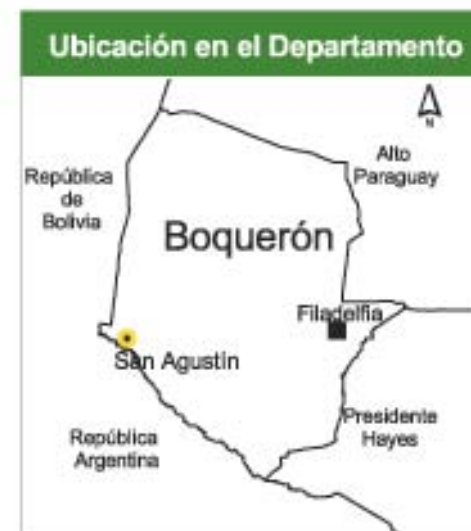 Ubicación en el Departamento
N
Alto
Paraguay
República
de
Bolivia
Boquerón
Filadelfia
San Agustín
Presidente
Hayes
República
Argentina